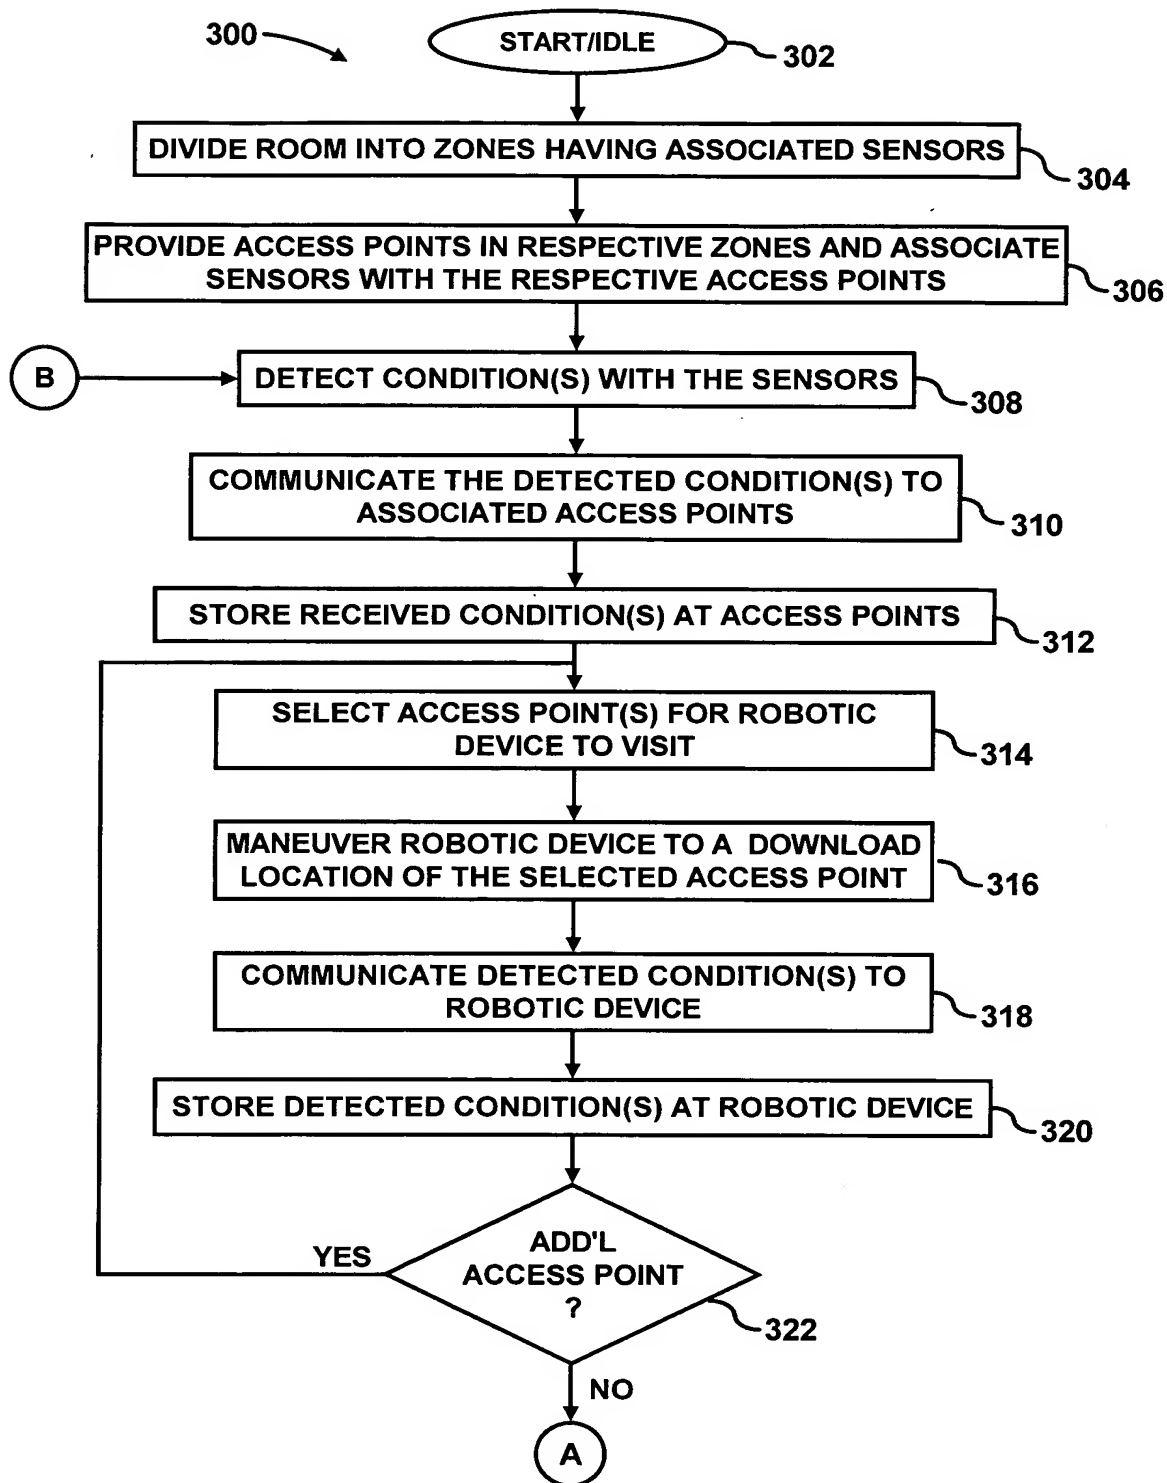 300
START/IDLE
302
DIVIDE ROOM INTO ZONES HAVING ASSOCIATED SENSORS
304
PROVIDE ACCESS POINTS IN RESPECTIVE ZONES AND ASSOCIATE
SENSORS WITH THE RESPECTIVE ACCESS POINTS
306
B
DETECT CONDITION(S) WITH THE SENSORS
308
COMMUNICATE THE DETECTED CONDITION(S) TO
ASSOCIATED ACCESS POINTS
310
STORE RECEIVED CONDITION(S) AT ACCESS POINTS
312
SELECT ACCESS POINT(S) FOR ROBOTIC
DEVICE TO VISIT
314
MANEUVER ROBOTIC DEVICE TO A DOWNLOAD
LOCATION OF THE SELECTED ACCESS POINT
316
COMMUNICATE DETECTED CONDITION(S) TO
ROBOTIC DEVICE
318
STORE DETECTED CONDITION(S) AT ROBOTIC DEVICE
320
YES
ADD'L
ACCESS POINT
?
322
NO
A